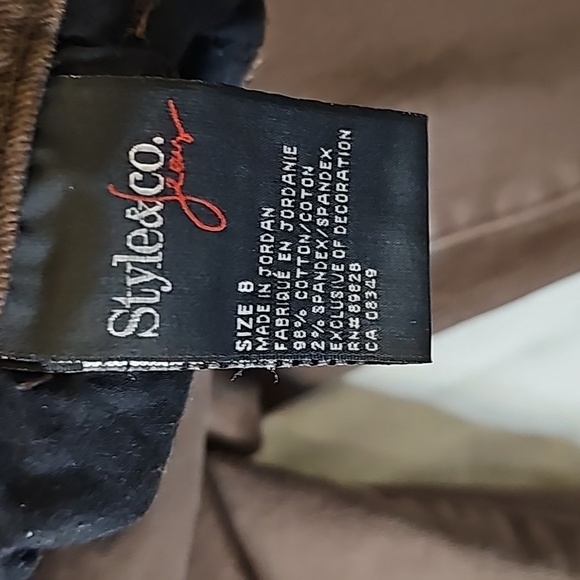 Style&co.
Jeans
SIZE 8
MADE IN JORDAN
FABRIQUÉ EN JORDANIE
98% COTTON/COTON
2% SPANDEX/SPANDEX
EXCLUSIVE OF DECORATION
RN# 89828
CA 08349